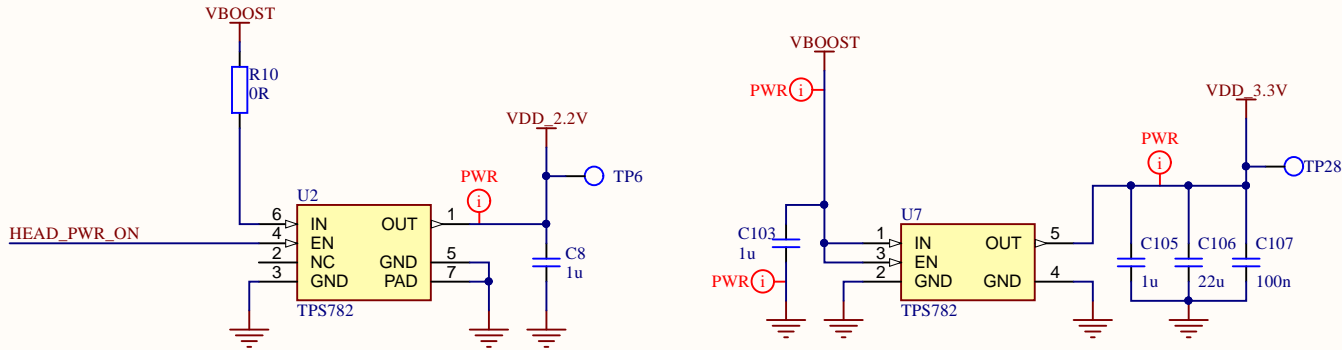 VBOOST
R10
0R
VDD_2.2V
TP6
PWR
i
U2
HEAD_PWR_ON
6 IN OUT 1
4 EN
2 NC GND 5
3 GND PAD 7
TPS782
C8
1u
VBOOST
PWR i
VDD_3.3V
PWR
i
TP28
U7
C103
1u
1 IN OUT 5
3 EN
2 GND GND 4
TPS782
PWR i
C105
1u
C106
22u
C107
100n